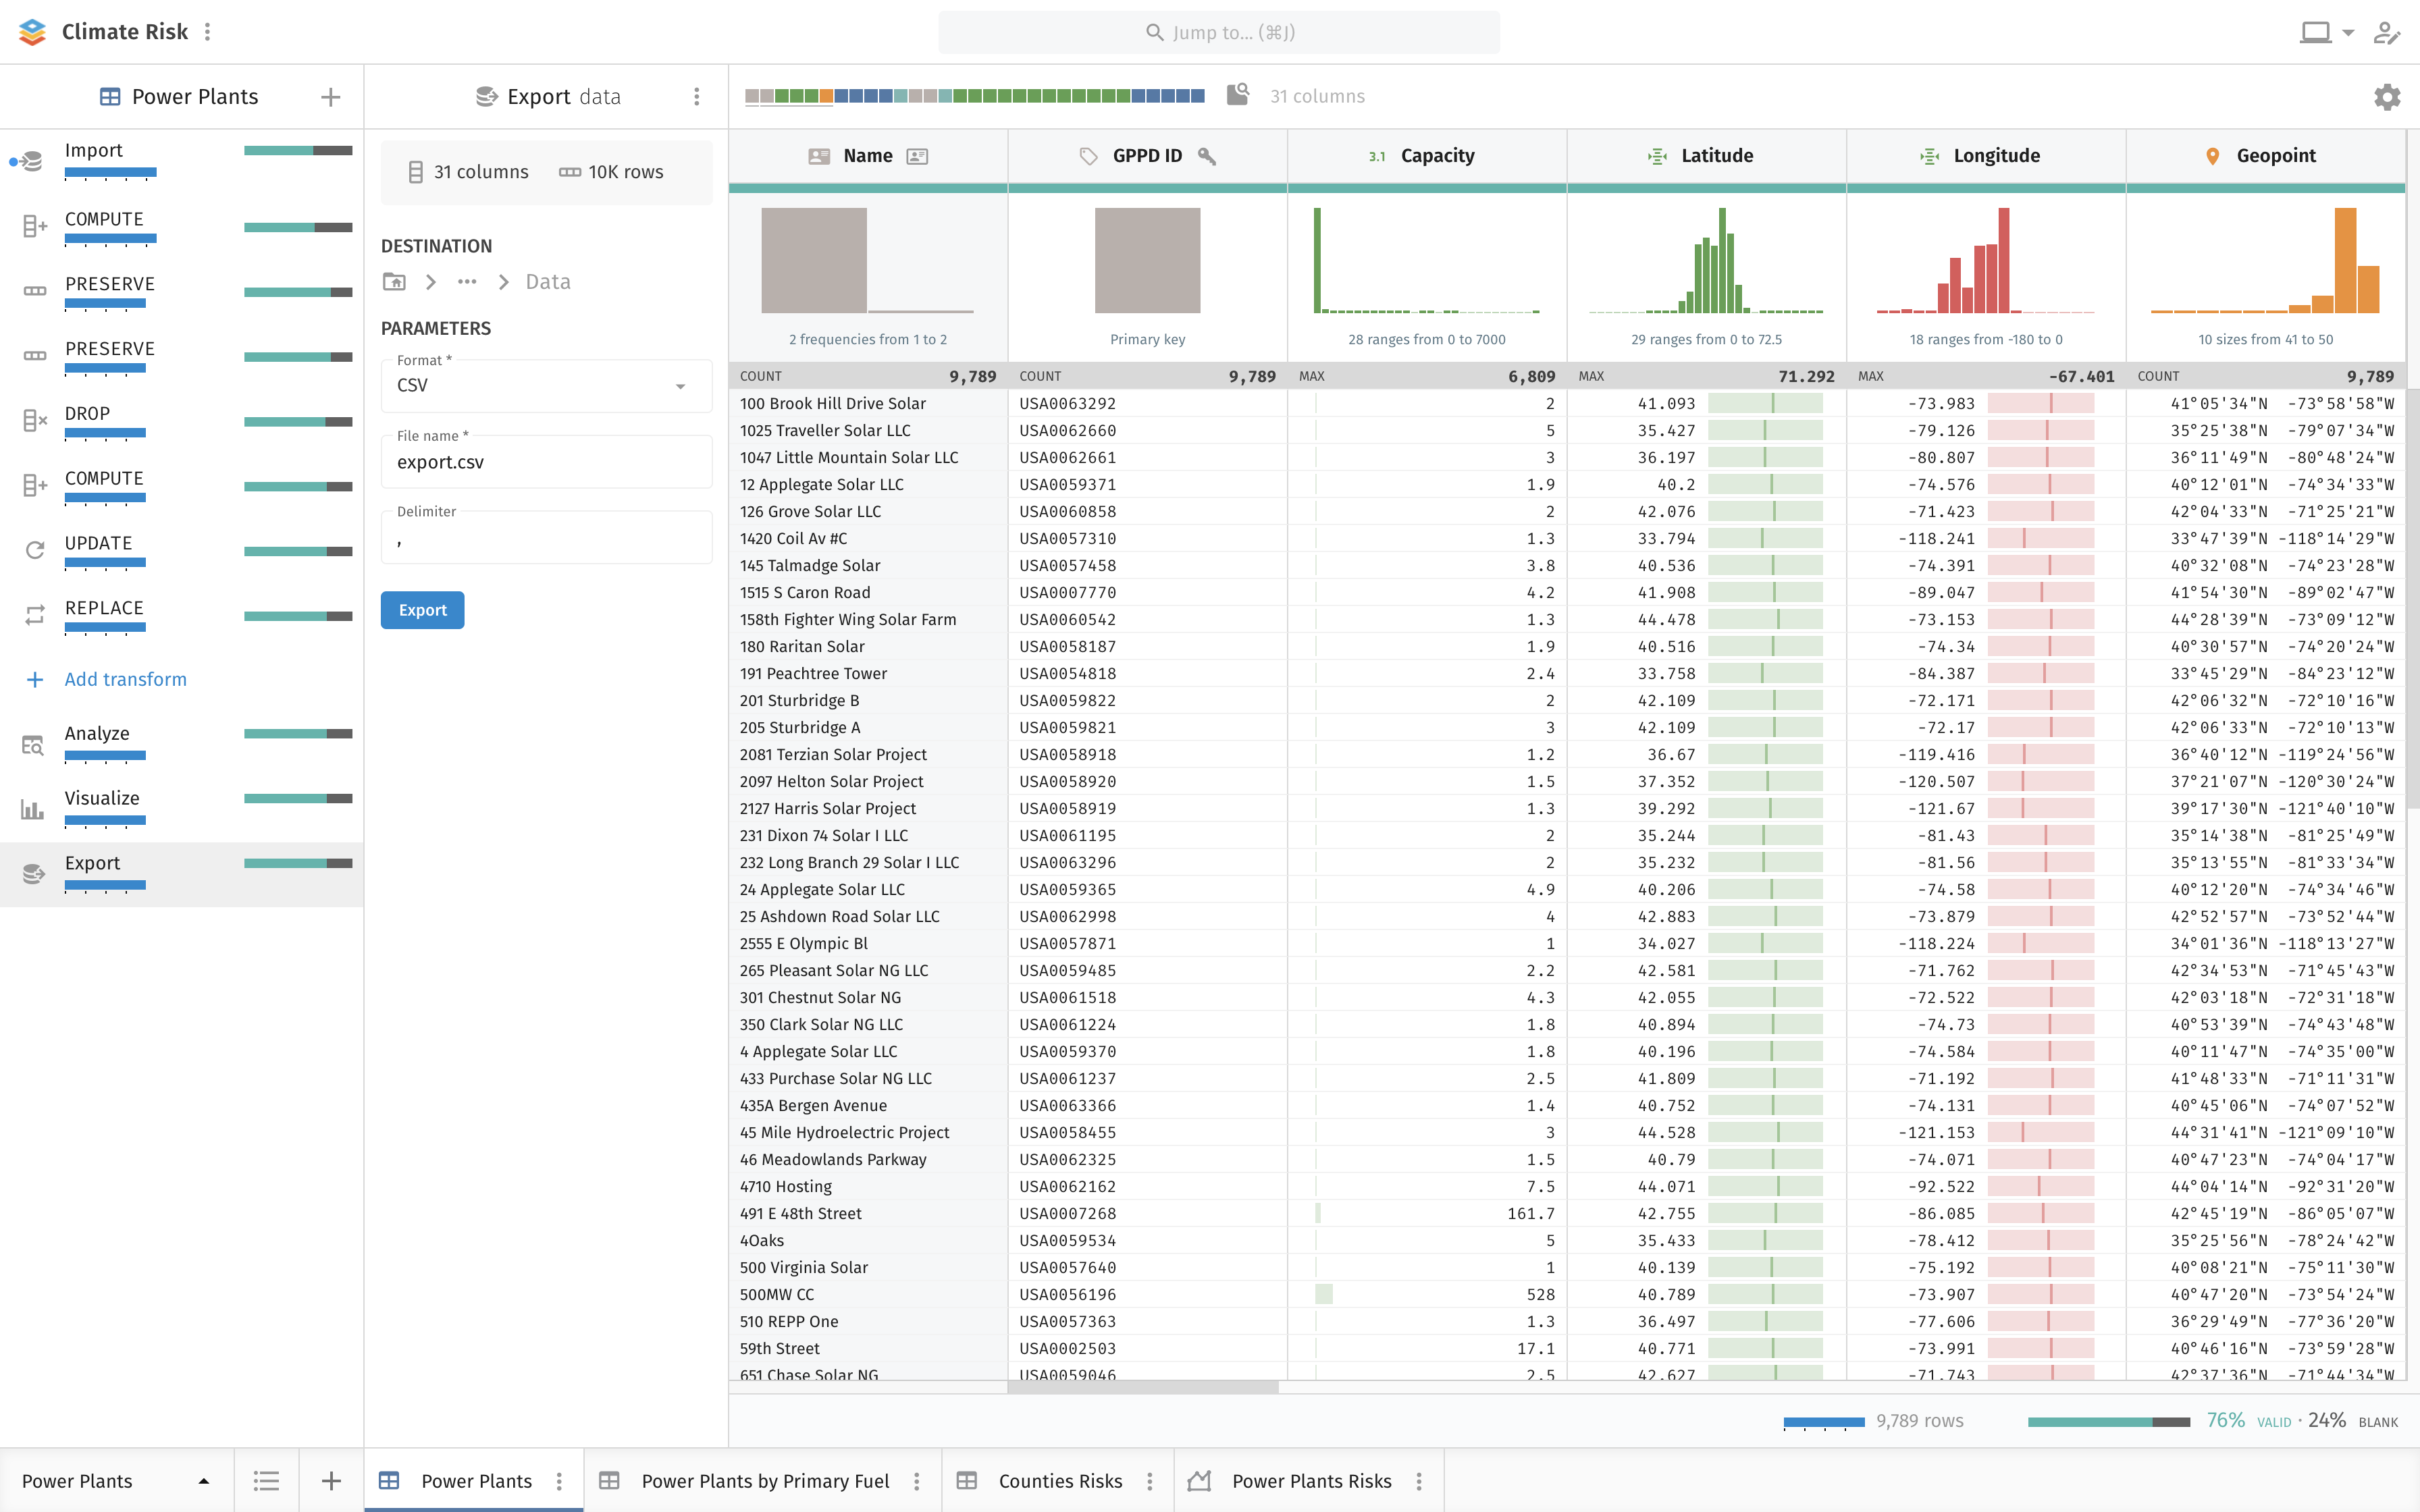 Climate Risk
Jump to... (⌘J)
Power Plants
Export data
31 columns
Import
COMPUTE
PRESERVE
PRESERVE
DROP
COMPUTE
UPDATE
REPLACE
Add transform
Analyze
Visualize
Export
31 columns 10K rows
DESTINATION
Data
PARAMETERS
Format *
CSV
File name *
export.csv
Delimiter
,
Export
Name GPPD ID 3.1 Capacity Latitude Longitude Geopoint
2 frequencies from 1 to 2 Primary key 28 ranges from 0 to 7000 29 ranges from 0 to 72.5 18 ranges from -180 to 0 10 sizes from 41 to 50
COUNT 9,789 COUNT 9,789 MAX 6,809 MAX 71.292 MAX -67.401 COUNT 9,789
100 Brook Hill Drive Solar USA0063292 2 41.093 -73.983 41°05'34"N -73°58'58"W
1025 Traveller Solar LLC USA0062660 5 35.427 -79.126 35°25'38"N -79°07'34"W
1047 Little Mountain Solar LLC USA0062661 3 36.197 -80.807 36°11'49"N -80°48'24"W
12 Applegate Solar LLC USA0059371 1.9 40.2 -74.576 40°12'01"N -74°34'33"W
126 Grove Solar LLC USA0060858 2 42.076 -71.423 42°04'33"N -71°25'21"W
1420 Coil Av #C USA0057310 1.3 33.794 -118.241 33°47'39"N -118°14'29"W
145 Talmadge Solar USA0057458 3.8 40.536 -74.391 40°32'08"N -74°23'28"W
1515 S Caron Road USA0007770 4.2 41.908 -89.047 41°54'30"N -89°02'47"W
158th Fighter Wing Solar Farm USA0060542 1.3 44.478 -73.153 44°28'39"N -73°09'12"W
180 Raritan Solar USA0058187 1.9 40.516 -74.34 40°30'57"N -74°20'24"W
191 Peachtree Tower USA0054818 2.4 33.758 -84.387 33°45'29"N -84°23'12"W
201 Sturbridge B USA0059822 2 42.109 -72.171 42°06'32"N -72°10'16"W
205 Sturbridge A USA0059821 3 42.109 -72.17 42°06'33"N -72°10'13"W
2081 Terzian Solar Project USA0058918 1.2 36.67 -119.416 36°40'12"N -119°24'56"W
2097 Helton Solar Project USA0058920 1.5 37.352 -120.507 37°21'07"N -120°30'24"W
2127 Harris Solar Project USA0058919 1.3 39.292 -121.67 39°17'30"N -121°40'10"W
231 Dixon 74 Solar I LLC USA0061195 2 35.244 -81.43 35°14'38"N -81°25'49"W
232 Long Branch 29 Solar I LLC USA0063296 2 35.232 -81.56 35°13'55"N -81°33'34"W
24 Applegate Solar LLC USA0059365 4.9 40.206 -74.58 40°12'20"N -74°34'46"W
25 Ashdown Road Solar LLC USA0062998 4 42.883 -73.879 42°52'57"N -73°52'44"W
2555 E Olympic Bl USA0057871 1 34.027 -118.224 34°01'36"N -118°13'27"W
265 Pleasant Solar NG LLC USA0059485 2.2 42.581 -71.762 42°34'53"N -71°45'43"W
301 Chestnut Solar NG USA0061518 4.3 42.055 -72.522 42°03'18"N -72°31'18"W
350 Clark Solar NG LLC USA0061224 1.8 40.894 -74.73 40°53'39"N -74°43'48"W
4 Applegate Solar LLC USA0059370 1.8 40.196 -74.584 40°11'47"N -74°35'00"W
433 Purchase Solar NG LLC USA0061237 2.5 41.809 -71.192 41°48'33"N -71°11'31"W
435A Bergen Avenue USA0063366 1.4 40.752 -74.131 40°45'06"N -74°07'52"W
45 Mile Hydroelectric Project USA0058455 3 44.528 -121.153 44°31'41"N -121°09'10"W
46 Meadowlands Parkway USA0062325 1.5 40.79 -74.071 40°47'23"N -74°04'17"W
4710 Hosting USA0062162 7.5 44.071 -92.522 44°04'14"N -92°31'20"W
491 E 48th Street USA0007268 161.7 42.755 -86.085 42°45'19"N -86°05'07"W
4Oaks USA0059534 5 35.433 -78.412 35°25'56"N -78°24'42"W
500 Virginia Solar USA0057640 1 40.139 -75.192 40°08'21"N -75°11'30"W
500MW CC USA0056196 528 40.789 -73.907 40°47'20"N -73°54'24"W
510 REPP One USA0057363 1.3 36.497 -77.606 36°29'49"N -77°36'20"W
59th Street USA0002503 17.1 40.771 -73.991 40°46'16"N -73°59'28"W
651 Chase Solar NG USA0059046 2.5 42.627 -71.743 42°37'36"N -71°44'34"W
9,789 rows 76% VALID · 24% BLANK
Power Plants
Power Plants
Power Plants by Primary Fuel
Counties Risks
Power Plants Risks